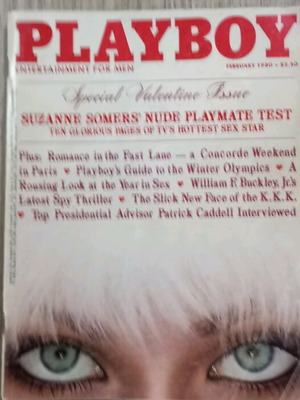 PLAYBOY
ENTERTAINMENT FOR MEN
FEBRUARY 1980
Special Valentine Issue
SUZANNE SOMERS' NUDE PLAYMATE TEST
TEN GLORIOUS PAGES OF TV'S HOTTEST SEX STAR
Plus: Romance in the Fast Lane — a Concorde Weekend
in Paris ♥ Playboy's Guide to the Winter Olympics ♥ A
Rousing Look at the Year in Sex ♥ William F. Buckley, Jr.'s
Latest Spy Thriller ♥ The Slick New Face of the K.K.K.
♥ Top Presidential Advisor Patrick Caddell Interviewed